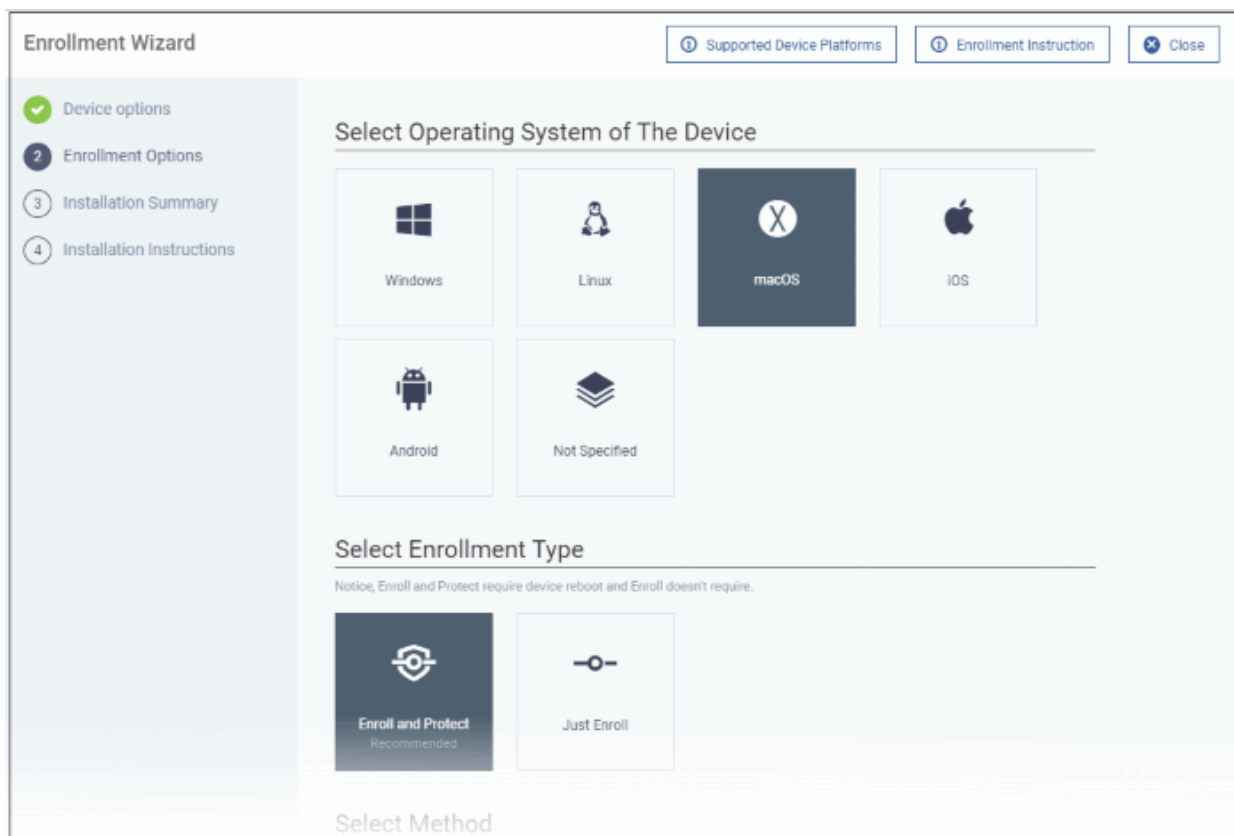 Enrollment Wizard
Supported Device Platforms
Enrollment Instruction
Close
Device options
2 Enrollment Options
3 Installation Summary
4 Installation Instructions
Select Operating System of The Device
Windows
Linux
X
macOS
iOS
Android
Not Specified
Select Enrollment Type
Notice, Enroll and Protect require device reboot and Enroll doesn't require.
Enroll and Protect
Recommended
Just Enroll
Select Method